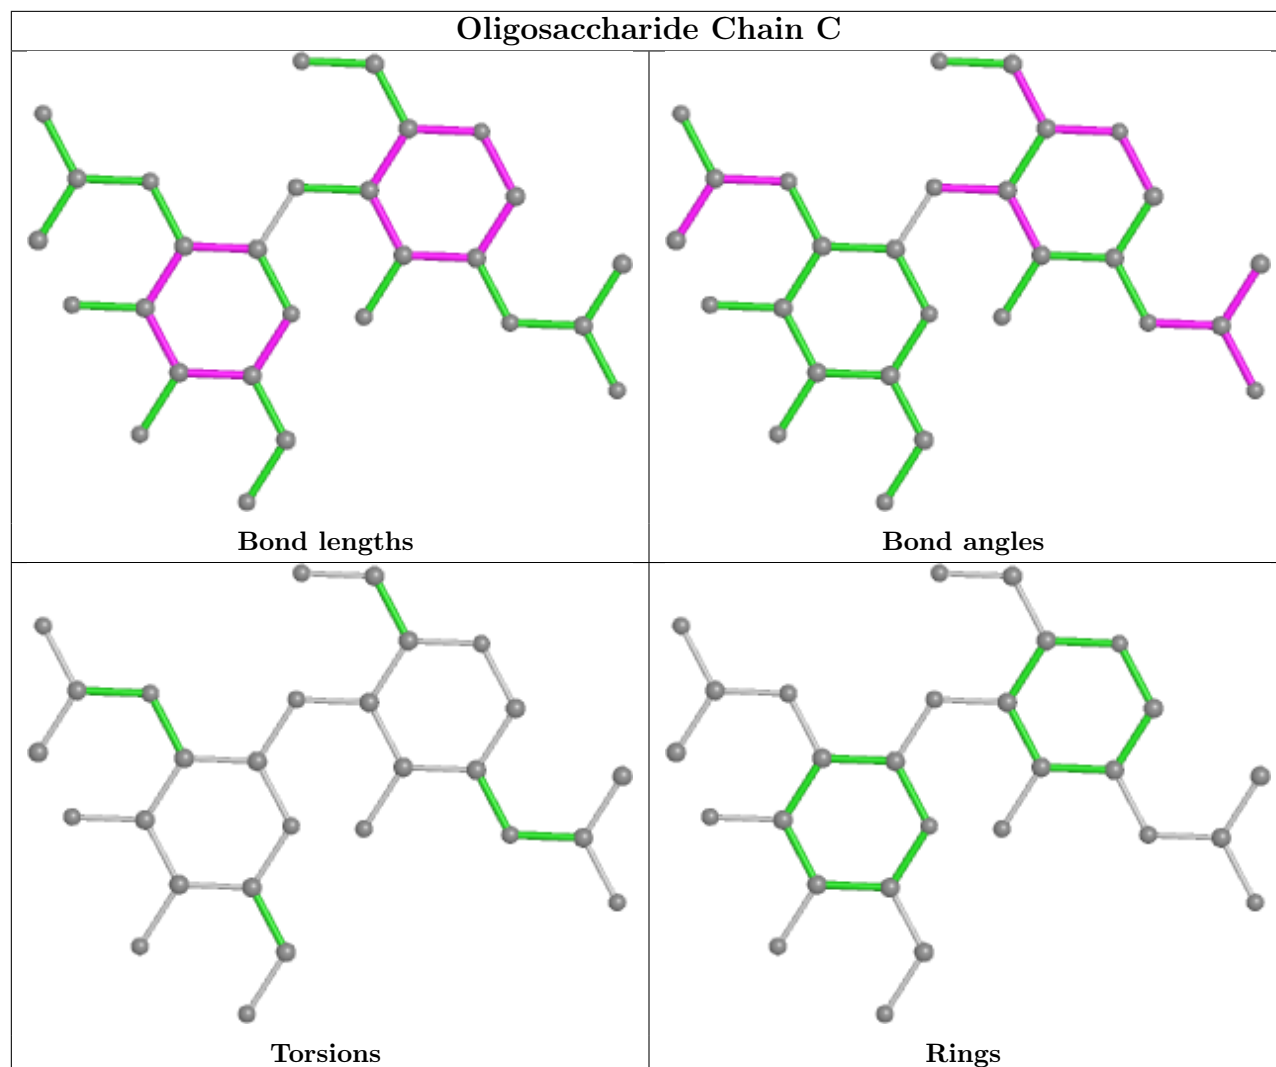 Oligosaccharide Chain C
Bond lengths
Bond angles
Torsions
Rings